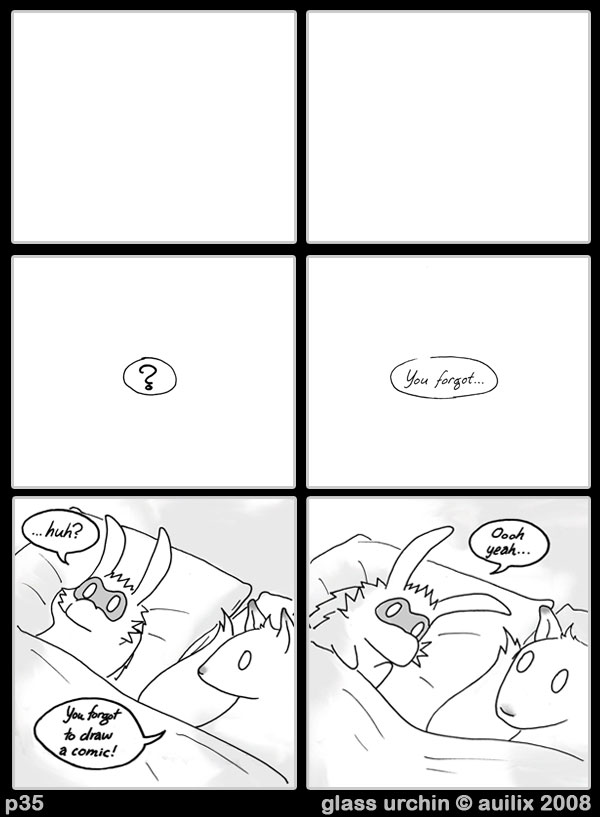 ?
You forgot...
...huh?
You forgot
to draw
a comic!
Oooh
yeah...
p35
glass urchin © auilix 2008